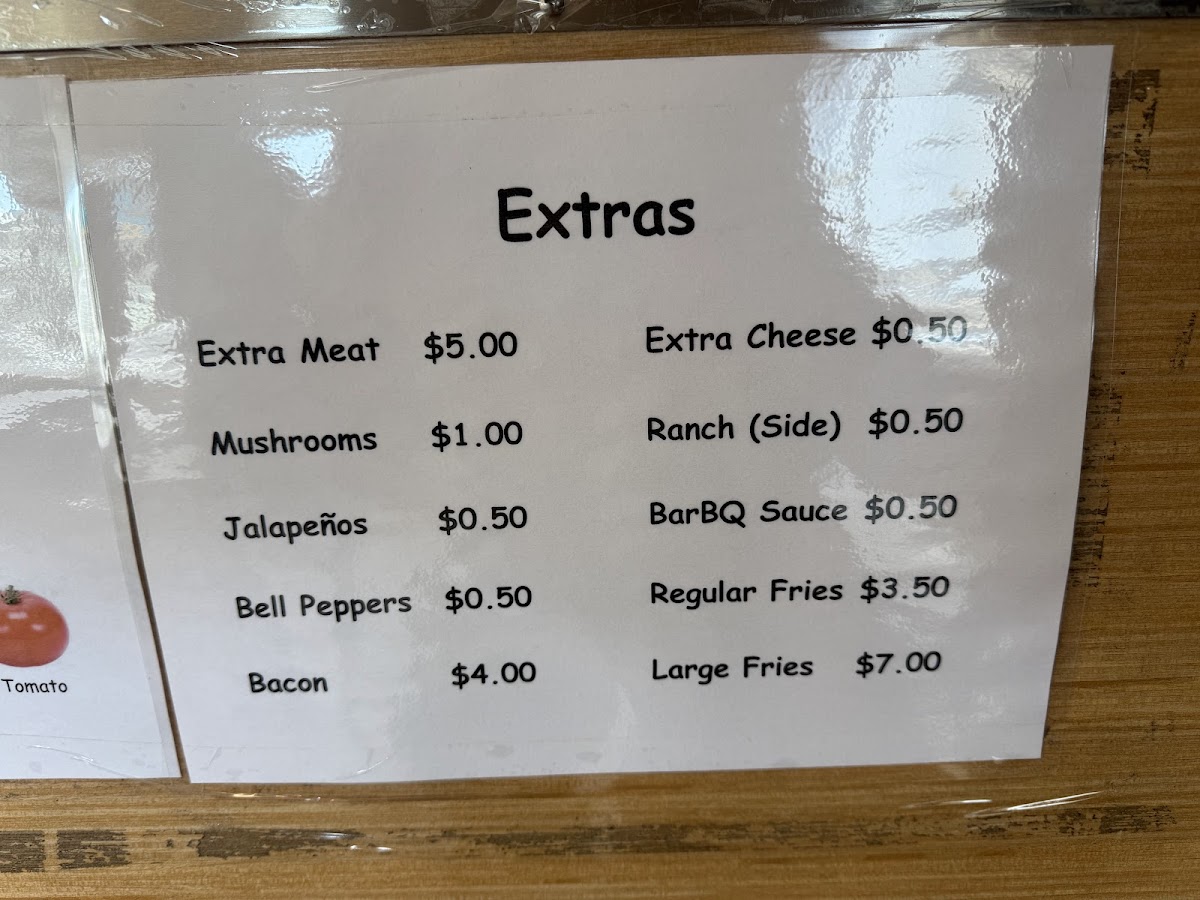 Extras
Extra Meat $5.00
Mushrooms $1.00
Jalapeños $0.50
Bell Peppers $0.50
Bacon $4.00
Extra Cheese $0.50
Ranch (Side) $0.50
BarBQ Sauce $0.50
Regular Fries $3.50
Large Fries $7.00
Tomato